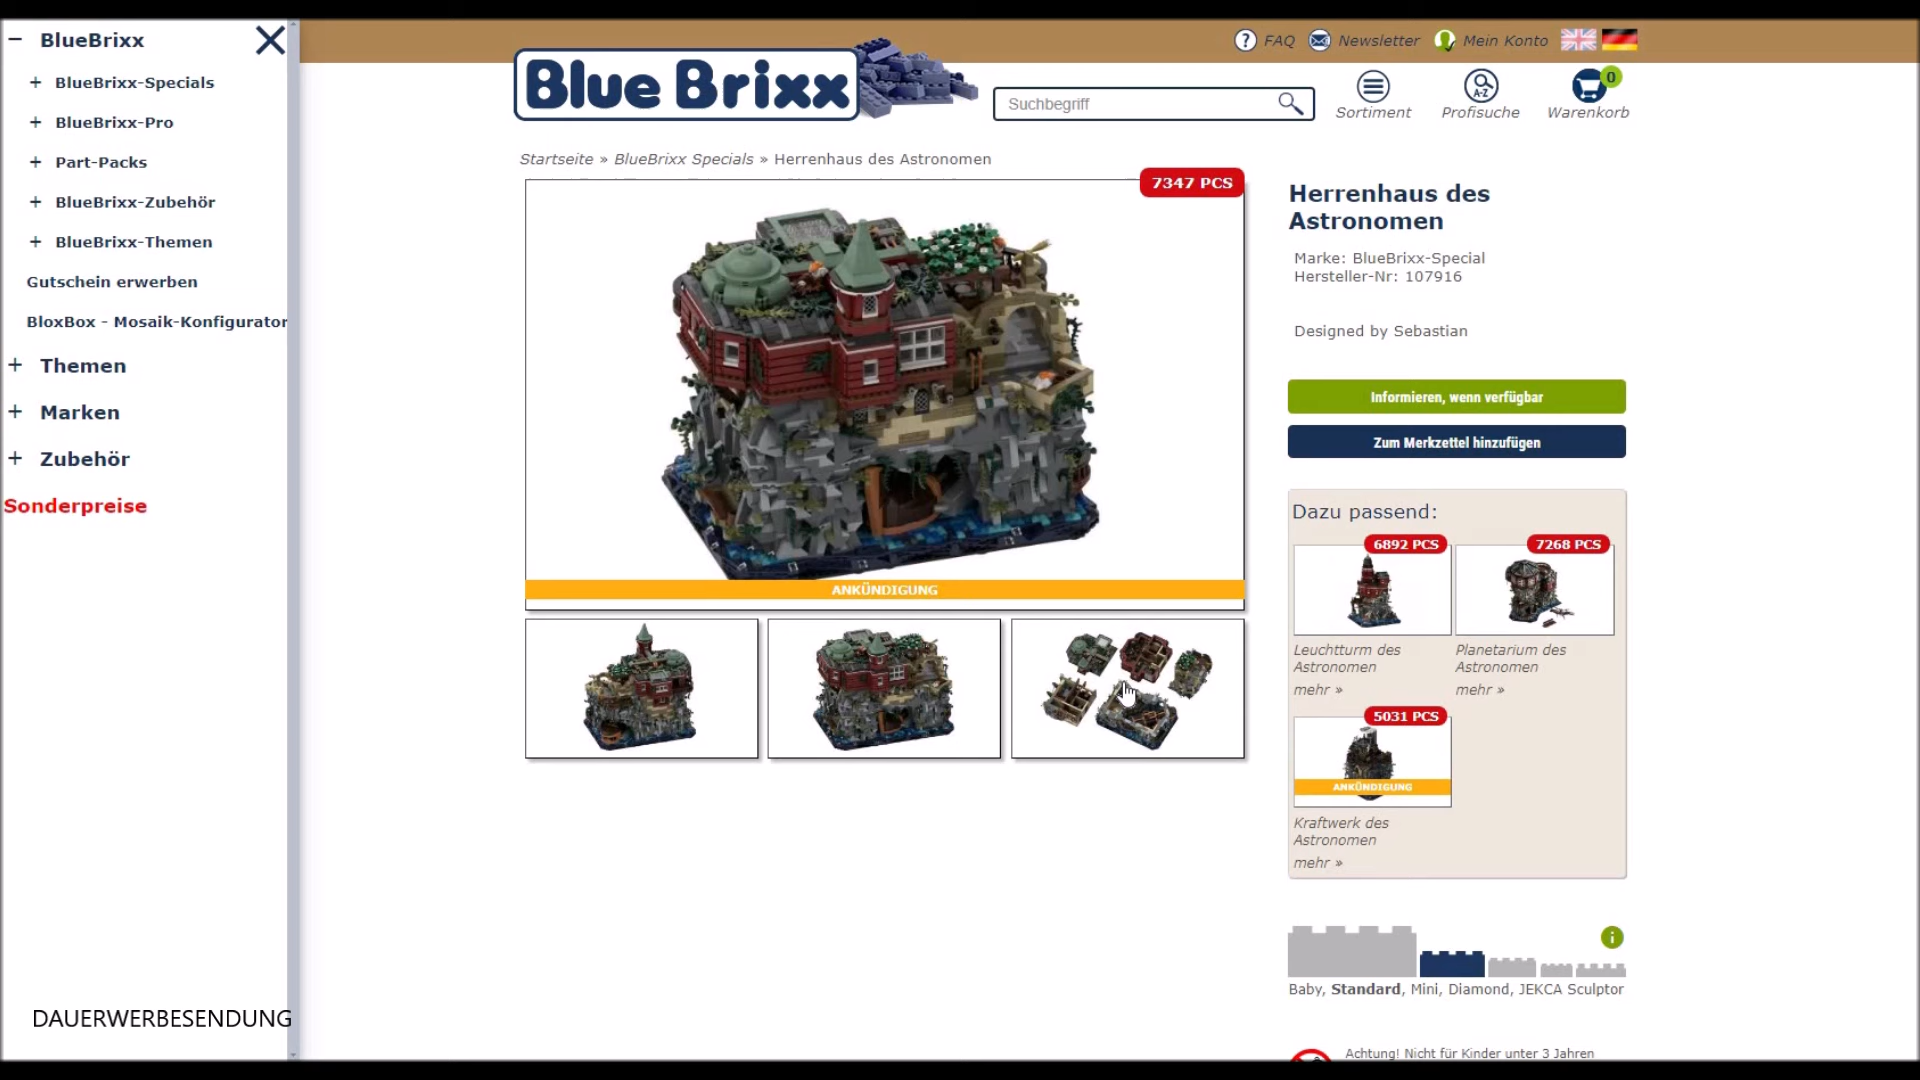 BlueBrixx
BlueBrixx-Specials
BlueBrixx-Pro
Part-Packs
BlueBrixx-Zubehör
BlueBrixx-Themen
Gutschein erwerben
BloxBox - Mosaik-Konfigurator
Themen
Marken
Zubehör
Sonderpreise
DAUERWERBESENDUNG
? FAQ Newsletter Mein Konto
Blue Brixx
Suchbegriff
Sortiment
A-Z
Profisuche
0
Warenkorb
Startseite » BlueBrixx Specials » Herrenhaus des Astronomen
7347 PCS
ANKÜNDIGUNG
Herrenhaus des
Astronomen
Marke: BlueBrixx-Special
Hersteller-Nr: 107916
Designed by Sebastian
Informieren, wenn verfügbar
Zum Merkzettel hinzufügen
Dazu passend:
6892 PCS
Leuchtturm des
Astronomen
mehr »
7268 PCS
Planetarium des
Astronomen
mehr »
5031 PCS
ANKÜNDIGUNG
Kraftwerk des
Astronomen
mehr »
i
Baby, Standard, Mini, Diamond, JEKCA Sculptor
Achtung! Nicht für Kinder unter 3 Jahren